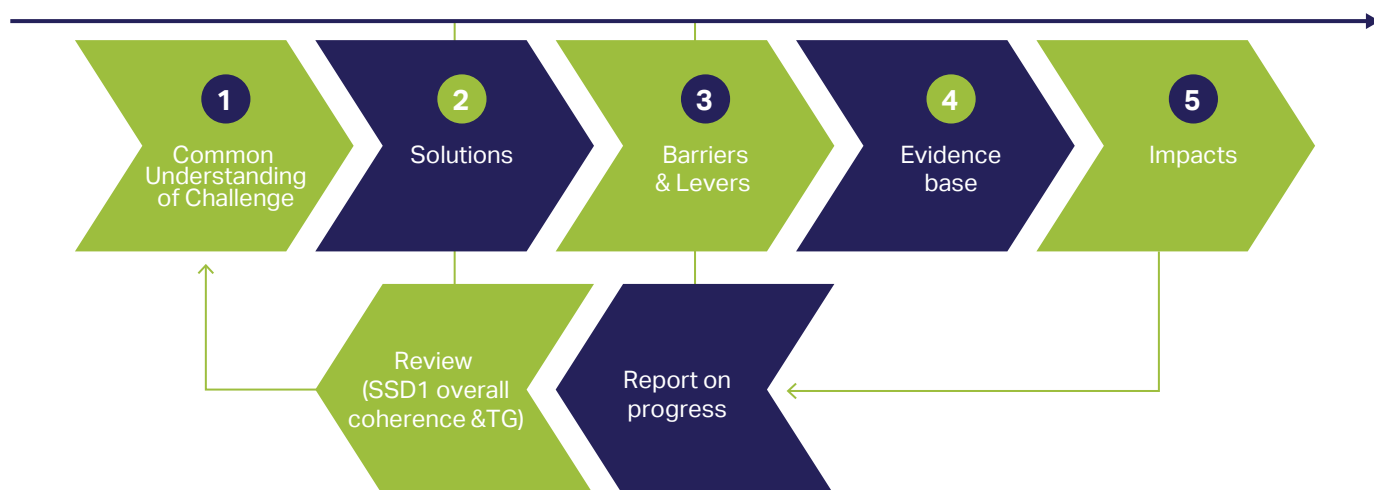 1
Common
Understanding
of Challenge
2
Solutions
3
Barriers
& Levers
4
Evidence
base
5
Impacts
Review
(SSD1 overall
coherence &TG)
Report on
progress